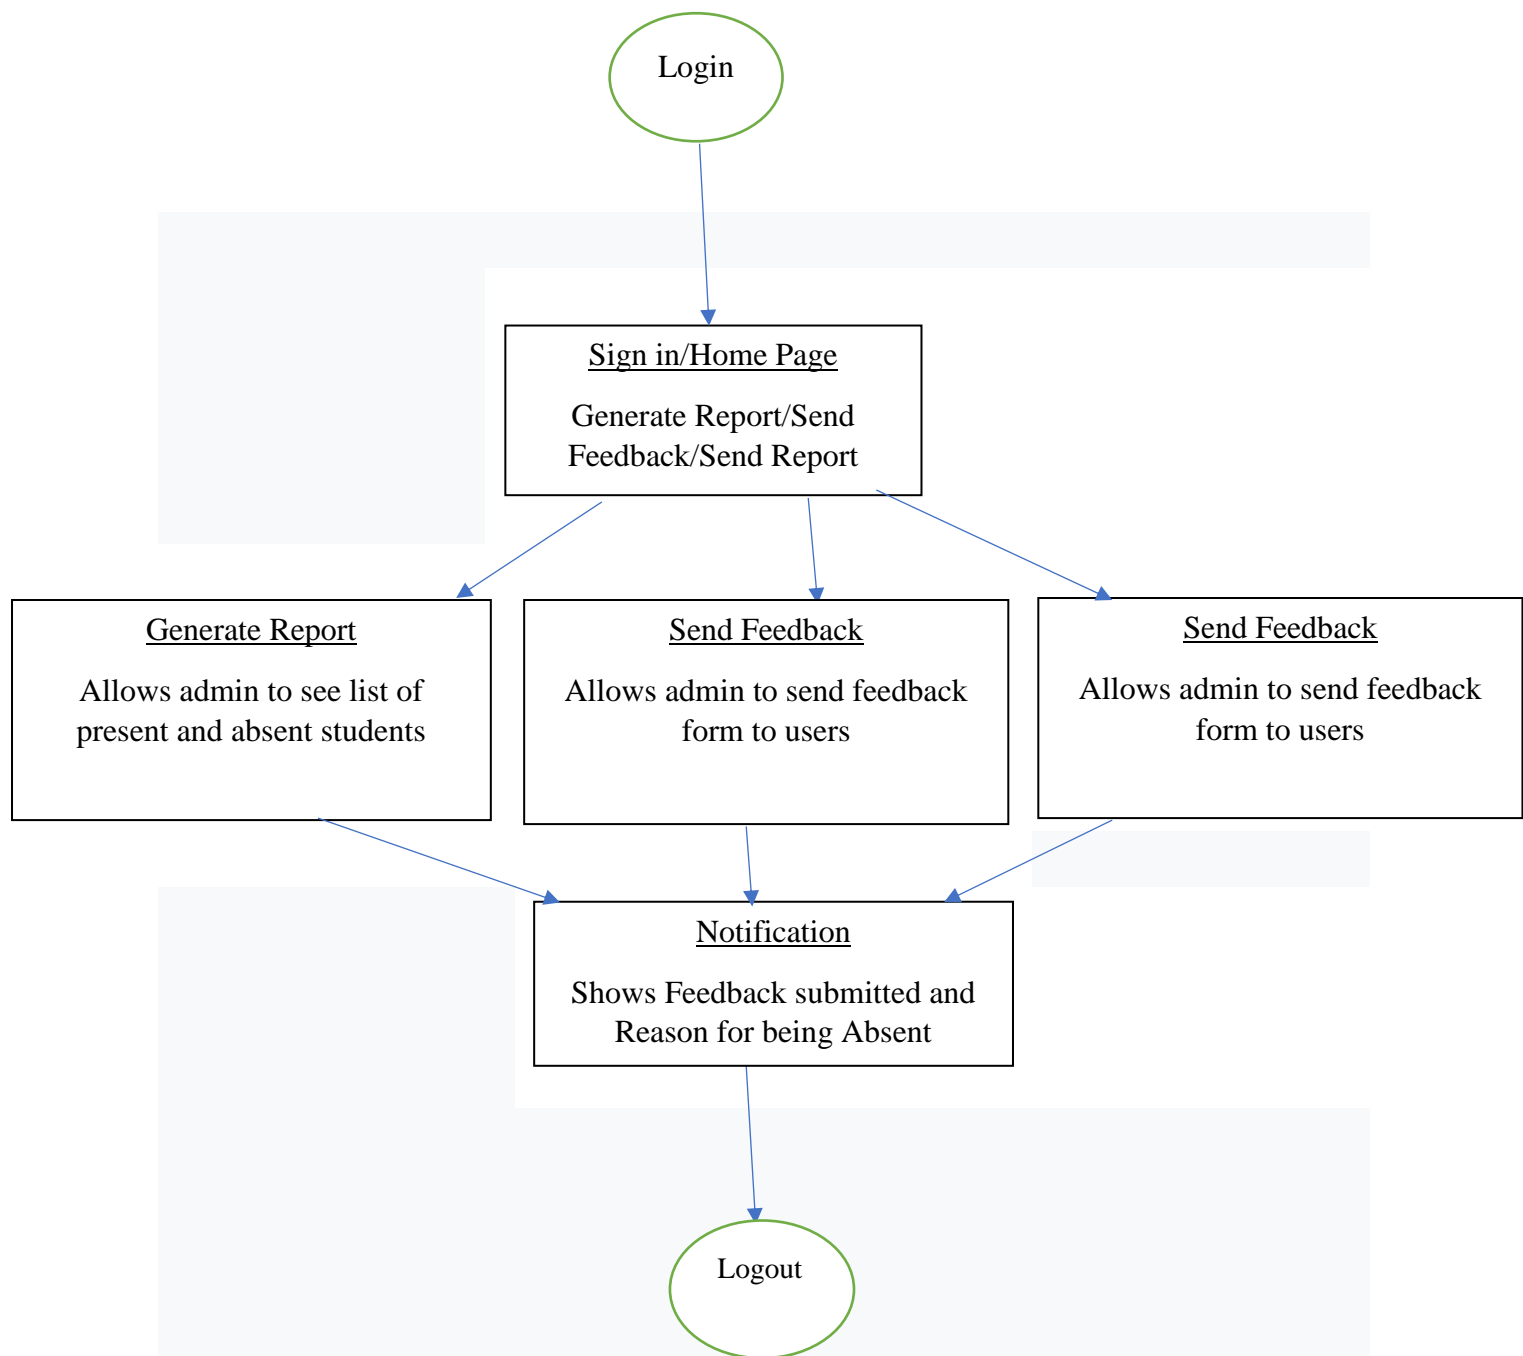 Login
Sign in/Home Page
Generate Report/Send
Feedback/Send Report
Generate Report
Allows admin to see list of
present and absent students
Send Feedback
Allows admin to send feedback
form to users
Send Feedback
Allows admin to send feedback
form to users
Notification
Shows Feedback submitted and
Reason for being Absent
Logout